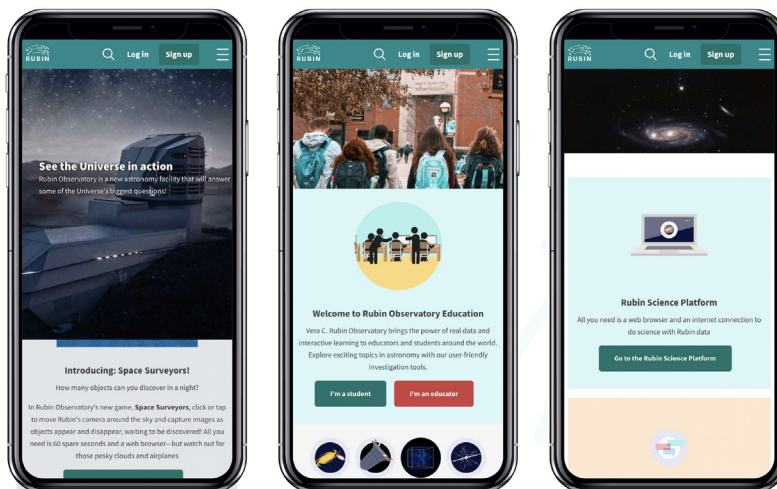 RUBIN
Log in
Sign up
See the Universe in action
Rubin Observatory is a new astronomy facility that will answer
some of the Universe's biggest questions!
Introducing: Space Surveyors!
How many objects can you discover in a night?
In Rubin Observatory's new game, Space Surveyors, click or tap
to move Rubin's camera around the sky and capture images as
objects appear and disappear, waiting to be discovered! All you
need is 60 spare seconds and a web browser—but watch out for
those pesky clouds and airplanes
RUBIN
Log in
Sign up
Welcome to Rubin Observatory Education
Vera C. Rubin Observatory brings the power of real data and
interactive learning to educators and students around the world.
Explore exciting topics in astronomy with our user-friendly
investigation tools.
I'm a student
I'm an educator
RUBIN
Log in
Sign up
Rubin Science Platform
All you need is a web browser and an internet connection to
do science with Rubin data
Go to the Rubin Science Platform